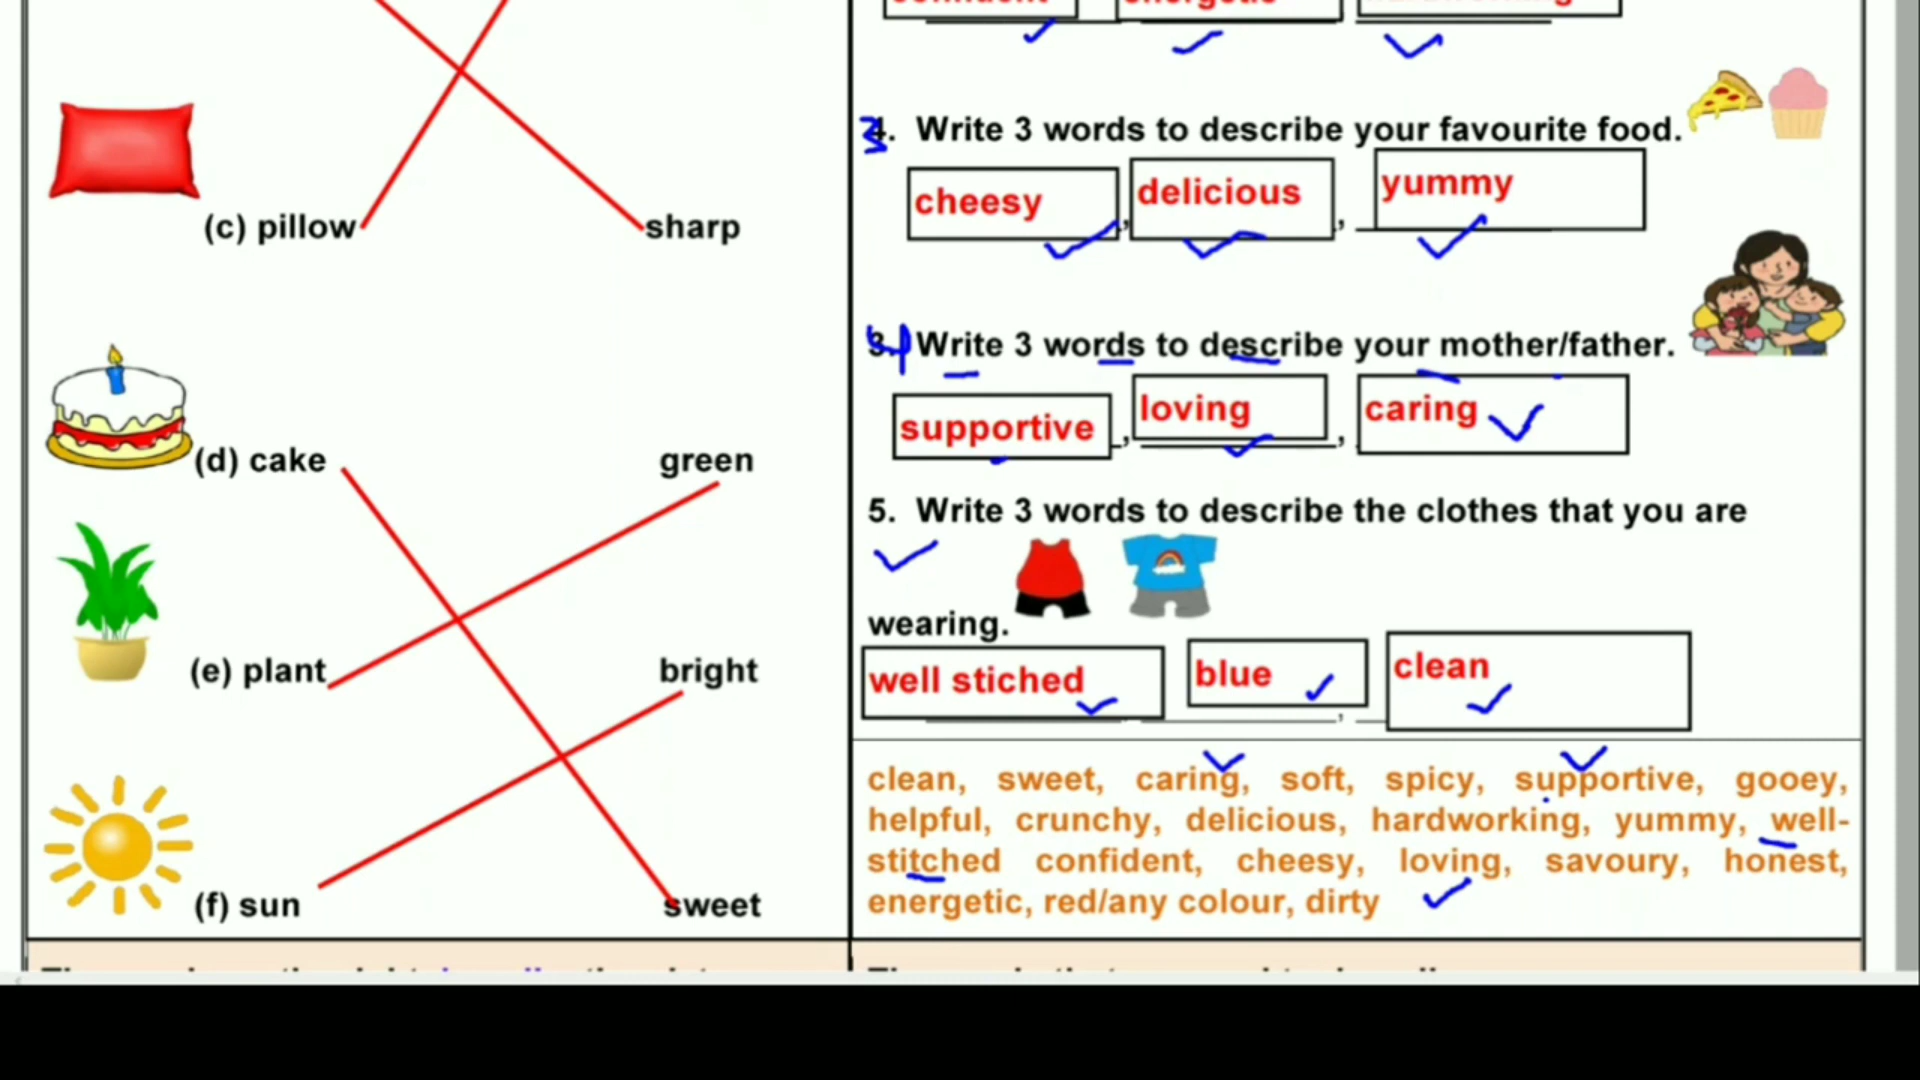 (c) pillow
sharp
(d) cake
green
(e) plant
bright
(f) sun
sweet
confident energetic
3. Write 3 words to describe your favourite food.
cheesy, delicious, yummy
4 Write 3 words to describe your mother/father.
supportive, loving, caring
5. Write 3 words to describe the clothes that you are
wearing.
well stiched blue, clean
clean, sweet, caring, soft, spicy, supportive, gooey,
helpful, crunchy, delicious, hardworking, yummy, well-
stitched confident, cheesy, loving, savoury, honest,
energetic, red/any colour, dirty